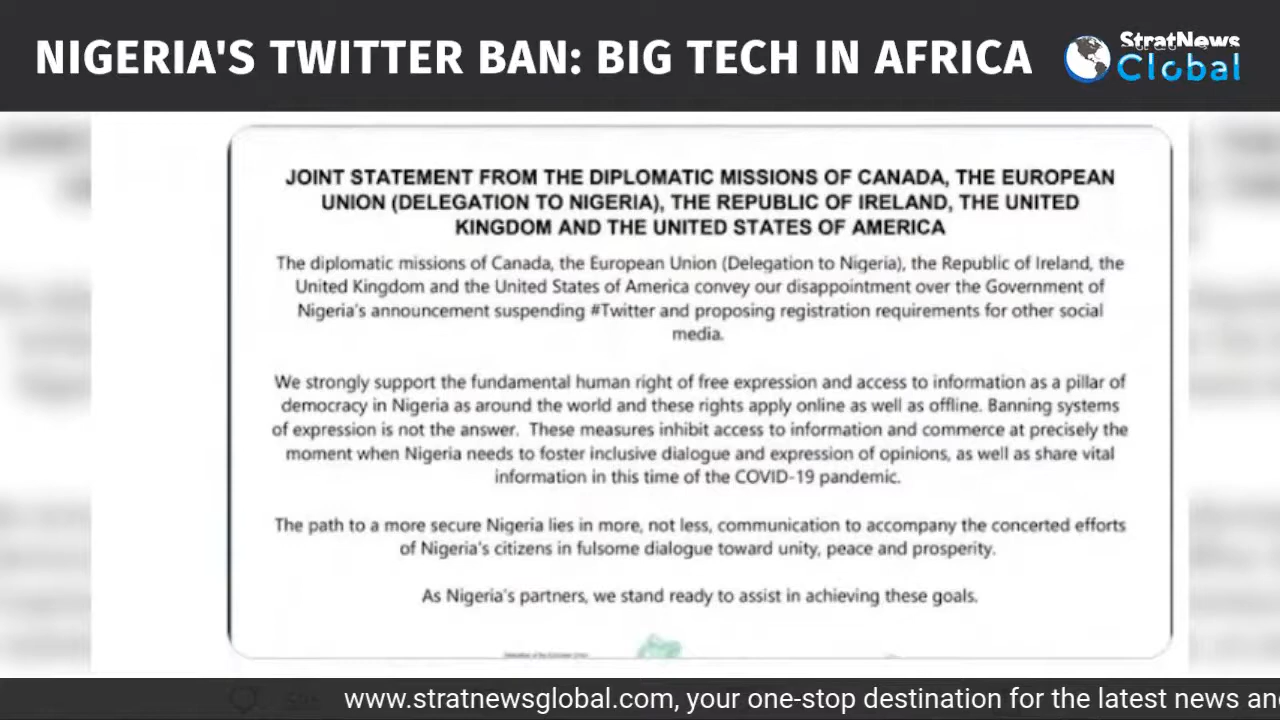 NIGERIA'S TWITTER BAN: BIG TECH IN AFRICA
StratNews
Global
JOINT STATEMENT FROM THE DIPLOMATIC MISSIONS OF CANADA, THE EUROPEAN
UNION (DELEGATION TO NIGERIA), THE REPUBLIC OF IRELAND, THE UNITED
KINGDOM AND THE UNITED STATES OF AMERICA
The diplomatic missions of Canada, the European Union (Delegation to Nigeria), the Republic of Ireland, the
United Kingdom and the United States of America convey our disappointment over the Government of
Nigeria's announcement suspending #Twitter and proposing registration requirements for other social
media.
We strongly support the fundamental human right of free expression and access to information as a pillar of
democracy in Nigeria as around the world and these rights apply online as well as offline. Banning systems
of expression is not the answer. These measures inhibit access to information and commerce at precisely the
moment when Nigeria needs to foster inclusive dialogue and expression of opinions, as well as share vital
information in this time of the COVID-19 pandemic.
The path to a more secure Nigeria lies in more, not less, communication to accompany the concerted efforts
of Nigeria's citizens in fulsome dialogue toward unity, peace and prosperity.
As Nigeria's partners, we stand ready to assist in achieving these goals.
www.stratnewsglobal.com, your one-stop destination for the latest news an